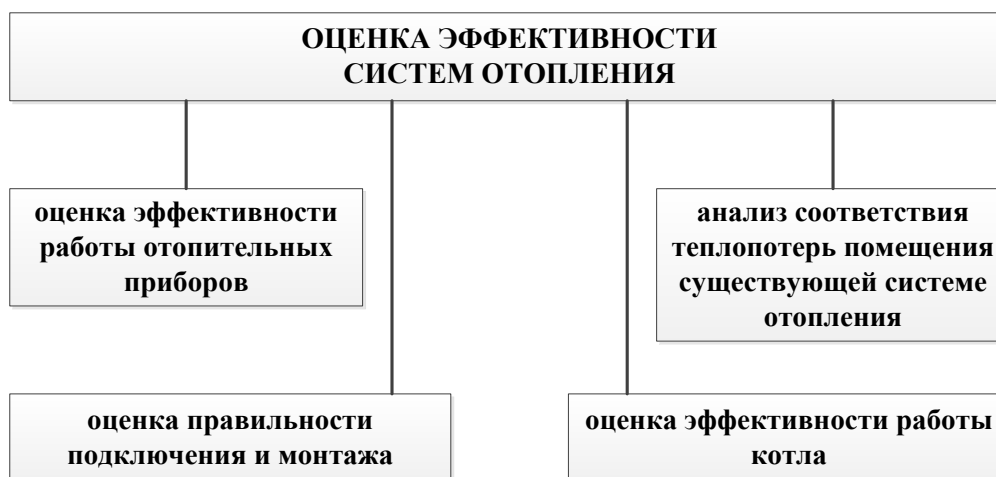 ОЦЕНКА ЭФФЕКТИВНОСТИ
СИСТЕМ ОТОПЛЕНИЯ
оценка эффективности
работы отопительных
приборов
анализ соответствия
теплопотерь помещения
существующей системе
отопления
оценка правильности
подключения и монтажа
оценка эффективности работы
котла